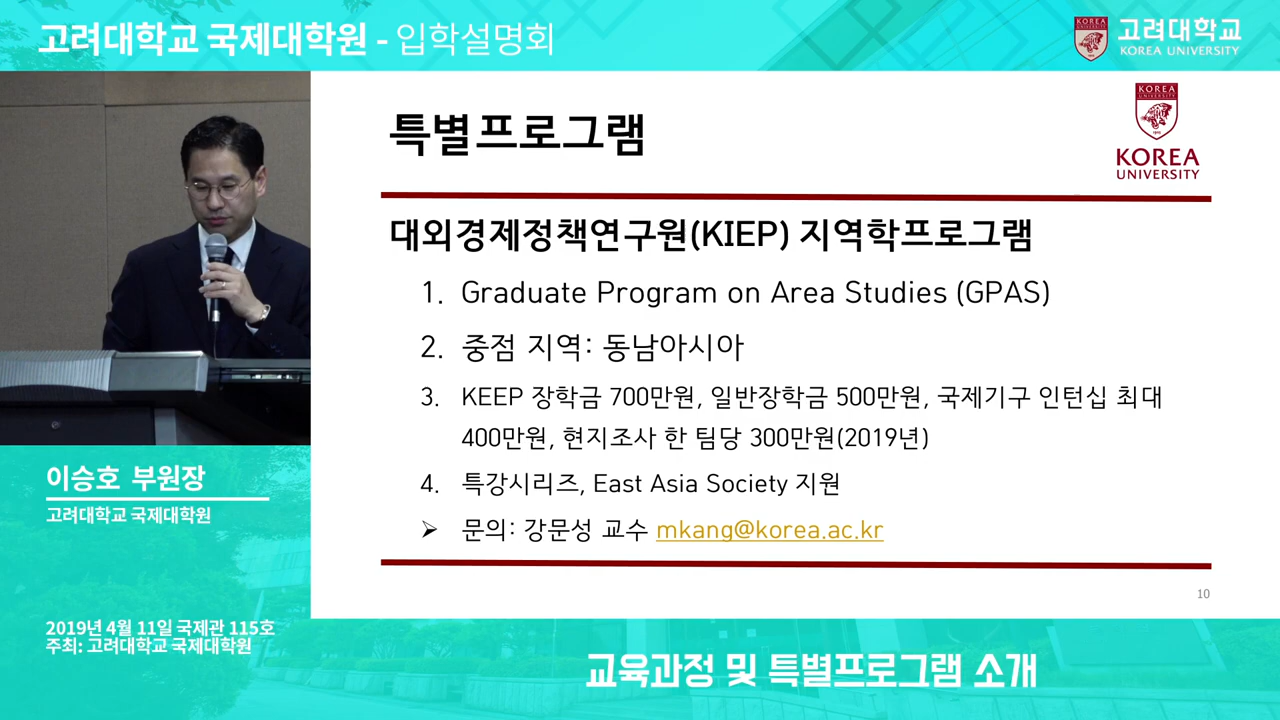 고려대학교 국제대학원 - 입학설명회
KOREA
UNIVERSITY
고려대학교
KOREA UNIVERSITY
특별프로그램
KOREA
UNIVERSITY
KOREA
UNIVERSITY
대외경제정책연구원(KIEP) 지역학프로그램
1. Graduate Program on Area Studies (GPAS)
2. 중점 지역: 동남아시아
3. KEEP 장학금 700만원, 일반장학금 500만원, 국제기구 인턴십 최대
400만원, 현지조사 한 팀당 300만원(2019년)
4. 특강시리즈, East Asia Society 지원
➢ 문의: 강문성 교수 mkang@korea.ac.kr
10
이승호 부원장
고려대학교 국제대학원
2019년 4월 11일 국제관 115호
주최: 고려대학교 국제대학원
교육과정 및 특별프로그램 소개